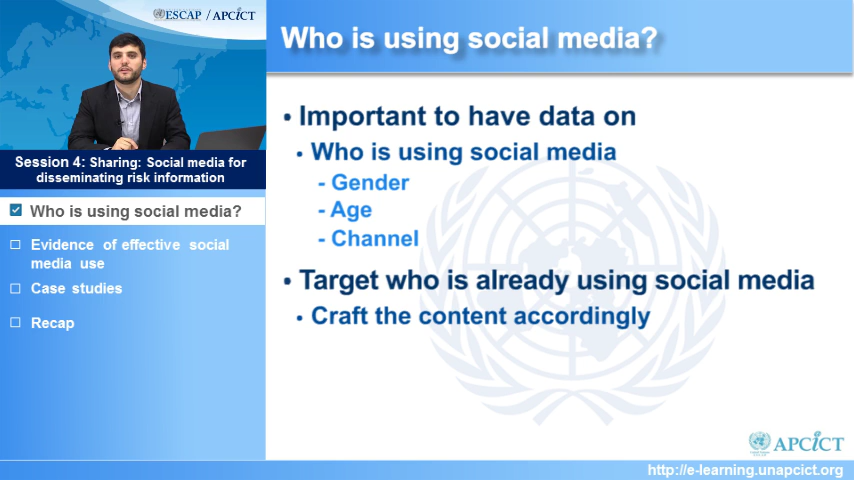 ESCAP / APCICT
Who is using social media?
Session 4: Sharing: Social media for
disseminating risk information
Who is using social media?
Evidence of effective social
media use
Case studies
Recap
• Important to have data on
• Who is using social media
- Gender
- Age
- Channel
• Target who is already using social media
• Craft the content accordingly
APCICT
http://e-learning.unapcict.org